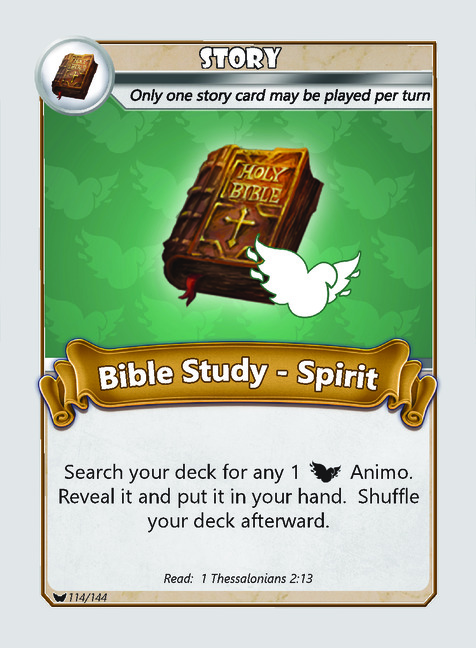 STORY
Only one story card may be played per turn
HOLY
BIBLE
Bible Study - Spirit
Search your deck for any 1 Animo.
Reveal it and put it in your hand. Shuffle
your deck afterward.
Read: 1 Thessalonians 2:13
114/144